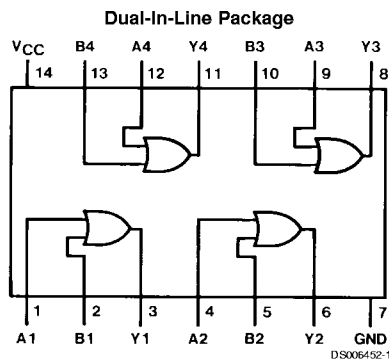 Dual-In-Line Package
VCC B4 A4 Y4 B3 A3 Y3
14 13 12 11 10 9 8
1 2 3 4 5 6 7
A1 B1 Y1 A2 B2 Y2 GND
DS006452-1